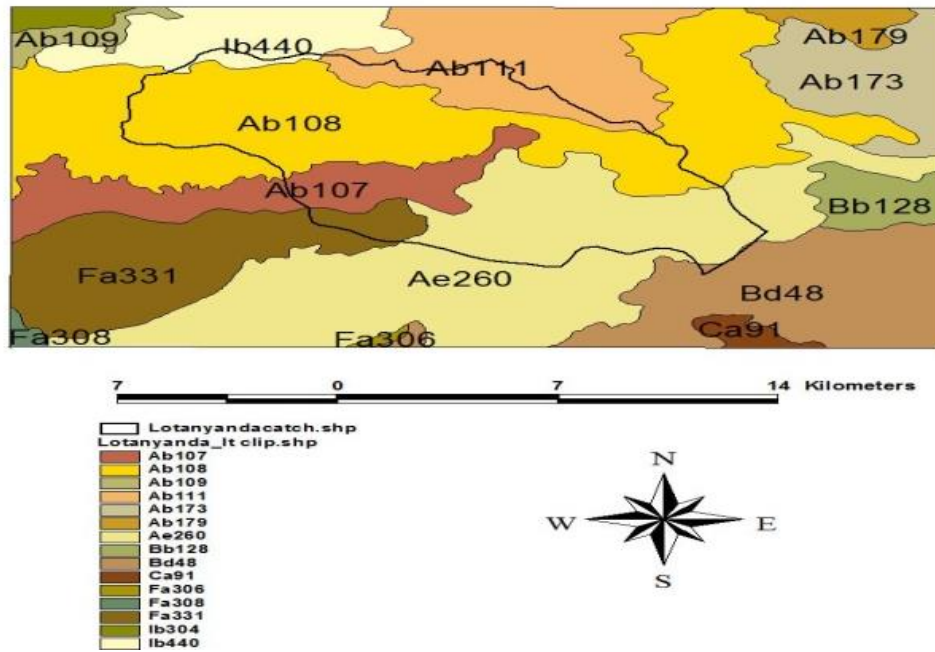 Ab109
Ib440
Ab111
Ab179
Ab173
Ab108
Ab107
Bb128
Fa331
Ae260
Bd48
Fa308
Fa306
Ca91
7 0 7 14 Kilometers
Lotanyandacatch.shp
Lotanyanda_lt clip.shp
Ab107
Ab108
Ab109
Ab111
Ab173
Ab179
Ae260
Bb128
Bd48
Ca91
Fa306
Fa308
Fa331
Ib304
Ib440
N
W E
S